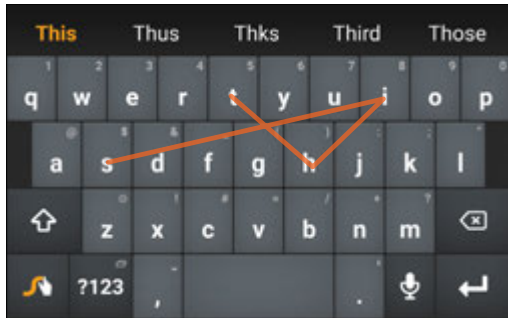 This Thus Thks Third Those
1 2 3 4 5 6 7 8 9 0
q w e r t y u i o p
@ $ & _ ( ) : ; "
a s d f g h j k l
! # = / + ?
z x c v b n m
?123 , .